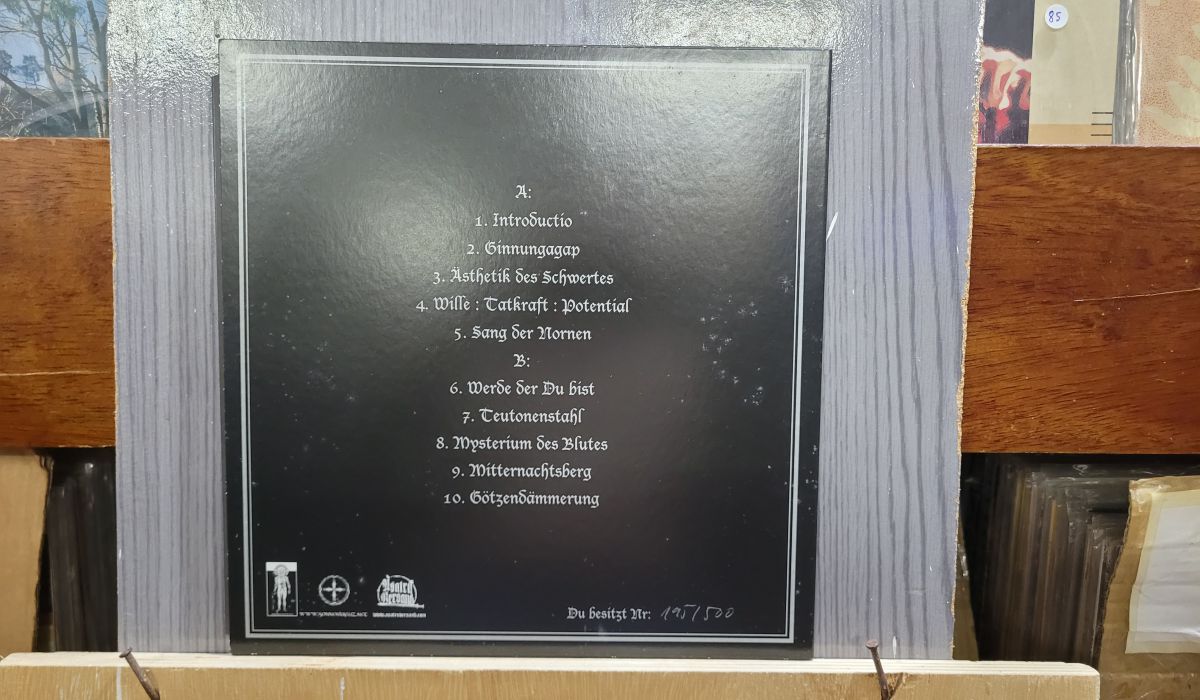 85
A:
1. Introductio
2. Ginnungagap
3. Ästhetik des Schwertes
4. Wille : Tatkraft : Potential
5. Sang der Nornen
B:
6. Werde der Du bist
7. Teutonenstahl
8. Mysterium des Blutes
9. Mitternachtsberg
10. Götzendämmerung
Du besitzt Nr: 195/500